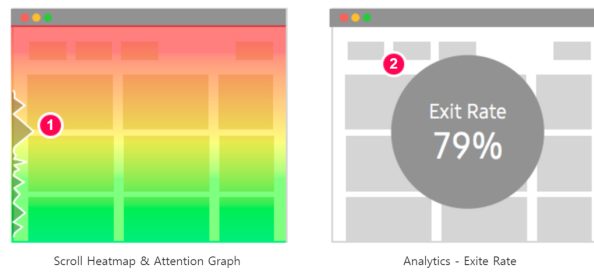 1
2
Exit Rate
79%
Scroll Heatmap & Attention Graph
Analytics - Exite Rate